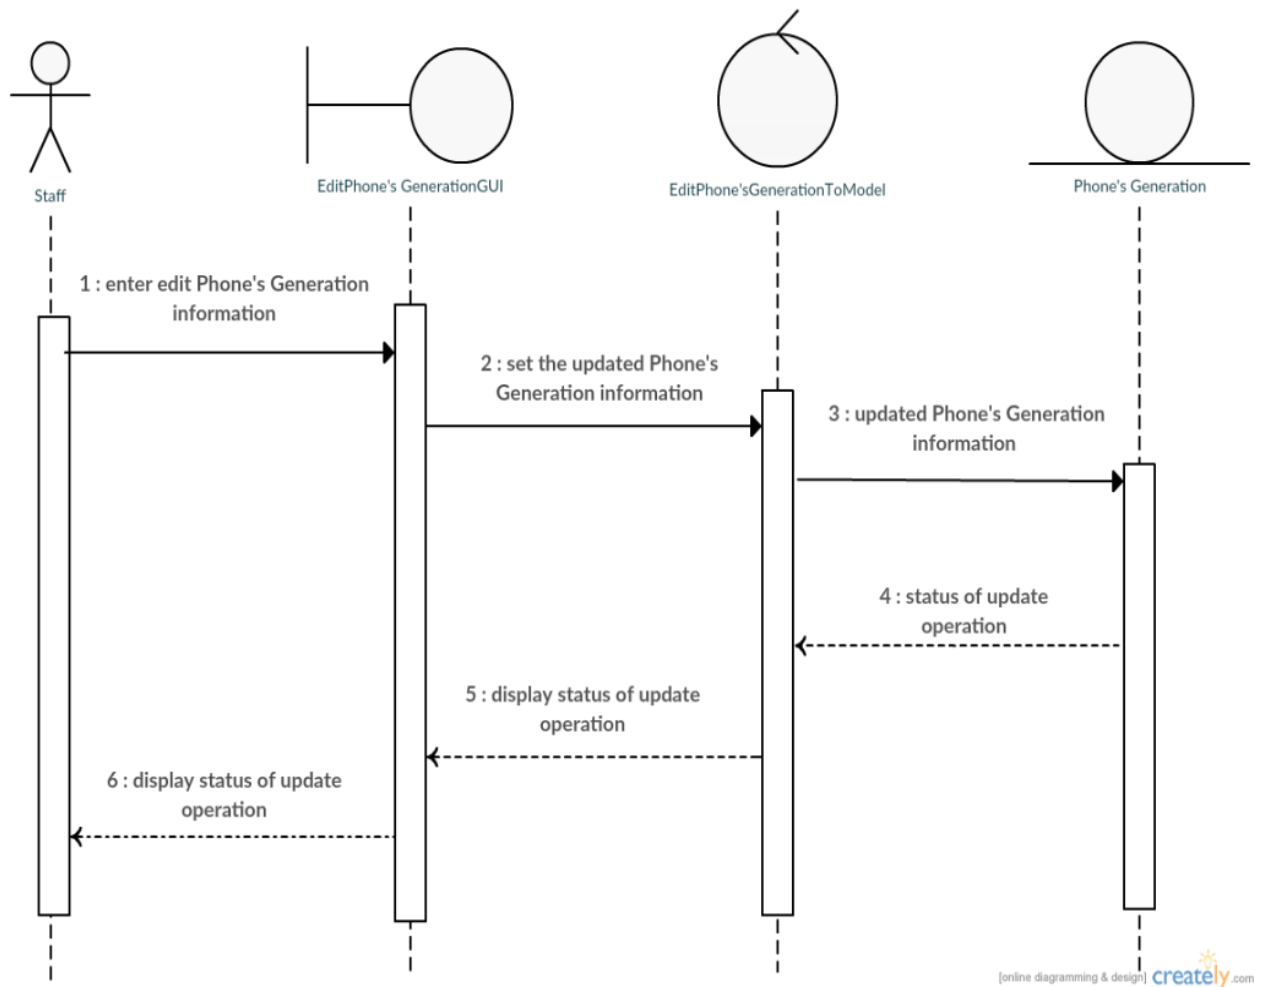 Staff
EditPhone's GenerationGUI
EditPhone'sGenerationToModel
Phone's Generation
1 : enter edit Phone's Generation
information
2 : set the updated Phone's
Generation information
3 : updated Phone's Generation
information
4 : status of update
operation
5 : display status of update
operation
6 : display status of update
operation
[online diagramming & design] creately.com